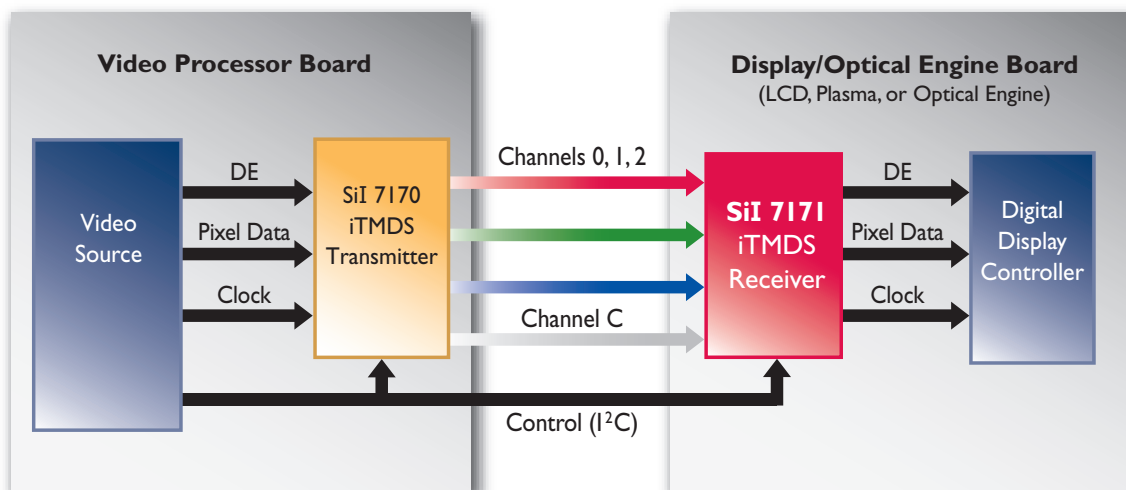 Video Processor Board
Display/Optical Engine Board
(LCD, Plasma, or Optical Engine)
Video
Source
DE
Pixel Data
Clock
SiI 7170
iTMDS
Transmitter
Channels 0, 1, 2
Channel C
SiI 7171
iTMDS
Receiver
DE
Pixel Data
Clock
Digital
Display
Controller
Control (I²C)